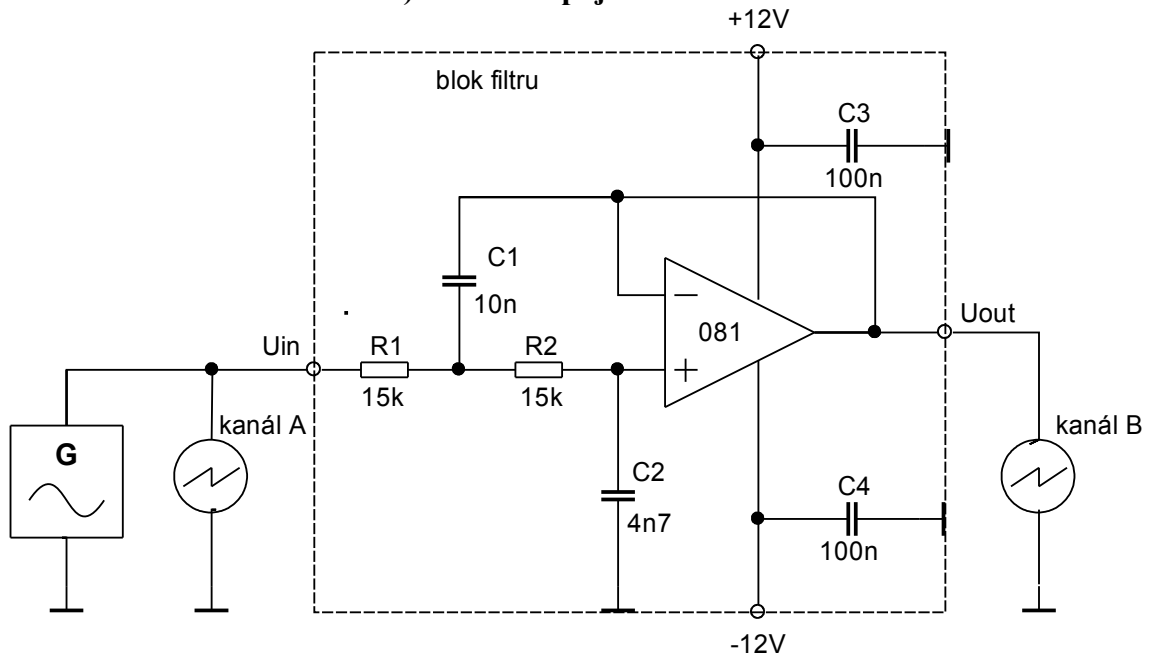 +12V
blok filtru
C3
100n
C1
10n
−
081
Uout
Uin
R1
R2
+
15k
15k
kanál A
kanál B
G
C2
4n7
C4
100n
-12V